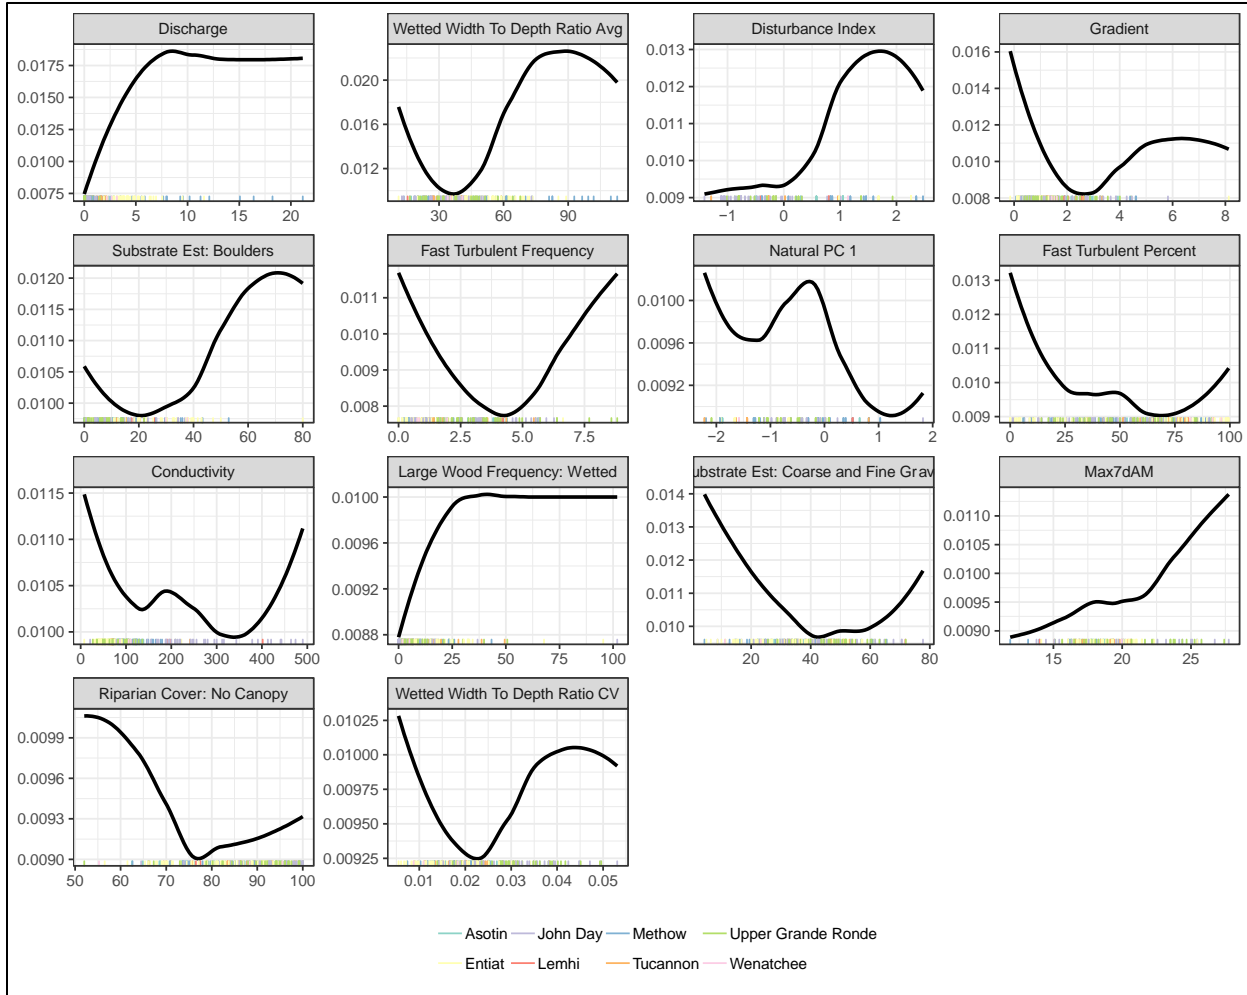 Discharge
Wetted Width To Depth Ratio Avg
Disturbance Index
Gradient
0.0175
0.0150
0.0125
0.0100
0.0075
0 5 10 15 20
0.020
0.016
0.012
30 60 90
0.013
0.012
0.011
0.010
0.009
−1 0 1 2
0.016
0.014
0.012
0.010
0.008
0 2 4 6 8
Substrate Est: Boulders
Fast Turbulent Frequency
Natural PC 1
Fast Turbulent Percent
0.0120
0.0115
0.0110
0.0105
0.0100
0 20 40 60 80
0.011
0.010
0.009
0.008
0.0 2.5 5.0 7.5
0.0100
0.0096
0.0092
−2 −1 0 1 2
0.013
0.012
0.011
0.010
0.009
0 25 50 75 100
Conductivity
Large Wood Frequency: Wetted
ubstrate Est: Coarse and Fine Grav
Max7dAM
0.0115
0.0110
0.0105
0.0100
0 100 200 300 400 500
0.0100
0.0096
0.0092
0.0088
0 25 50 75 100
0.014
0.013
0.012
0.011
0.010
20 40 60 80
0.0110
0.0105
0.0100
0.0095
0.0090
15 20 25
Riparian Cover: No Canopy
Wetted Width To Depth Ratio CV
0.0099
0.0096
0.0093
0.0090
50 60 70 80 90 100
0.01025
0.01000
0.00975
0.00950
0.00925
0.01 0.02 0.03 0.04 0.05
Asotin John Day Methow Upper Grande Ronde
Entiat Lemhi Tucannon Wenatchee